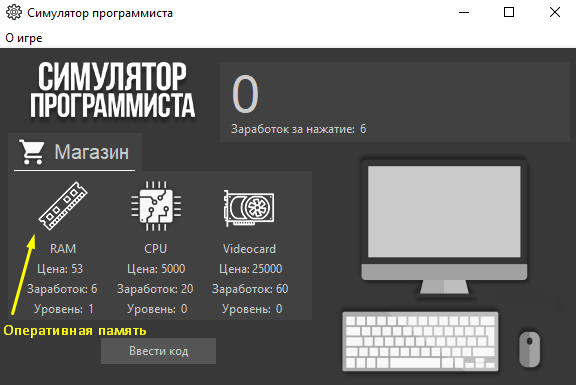 Симулятор программиста
О игре
СИМУЛЯТОР
ПРОГРАММИСТА
0
Заработок за нажатие: 6
Магазин
RAM
Цена: 53
Заработок: 6
Уровень: 1
CPU
Цена: 5000
Заработок: 20
Уровень: 0
Videocard
Цена: 25000
Заработок: 60
Уровень: 0
Оперативная память
Ввести код